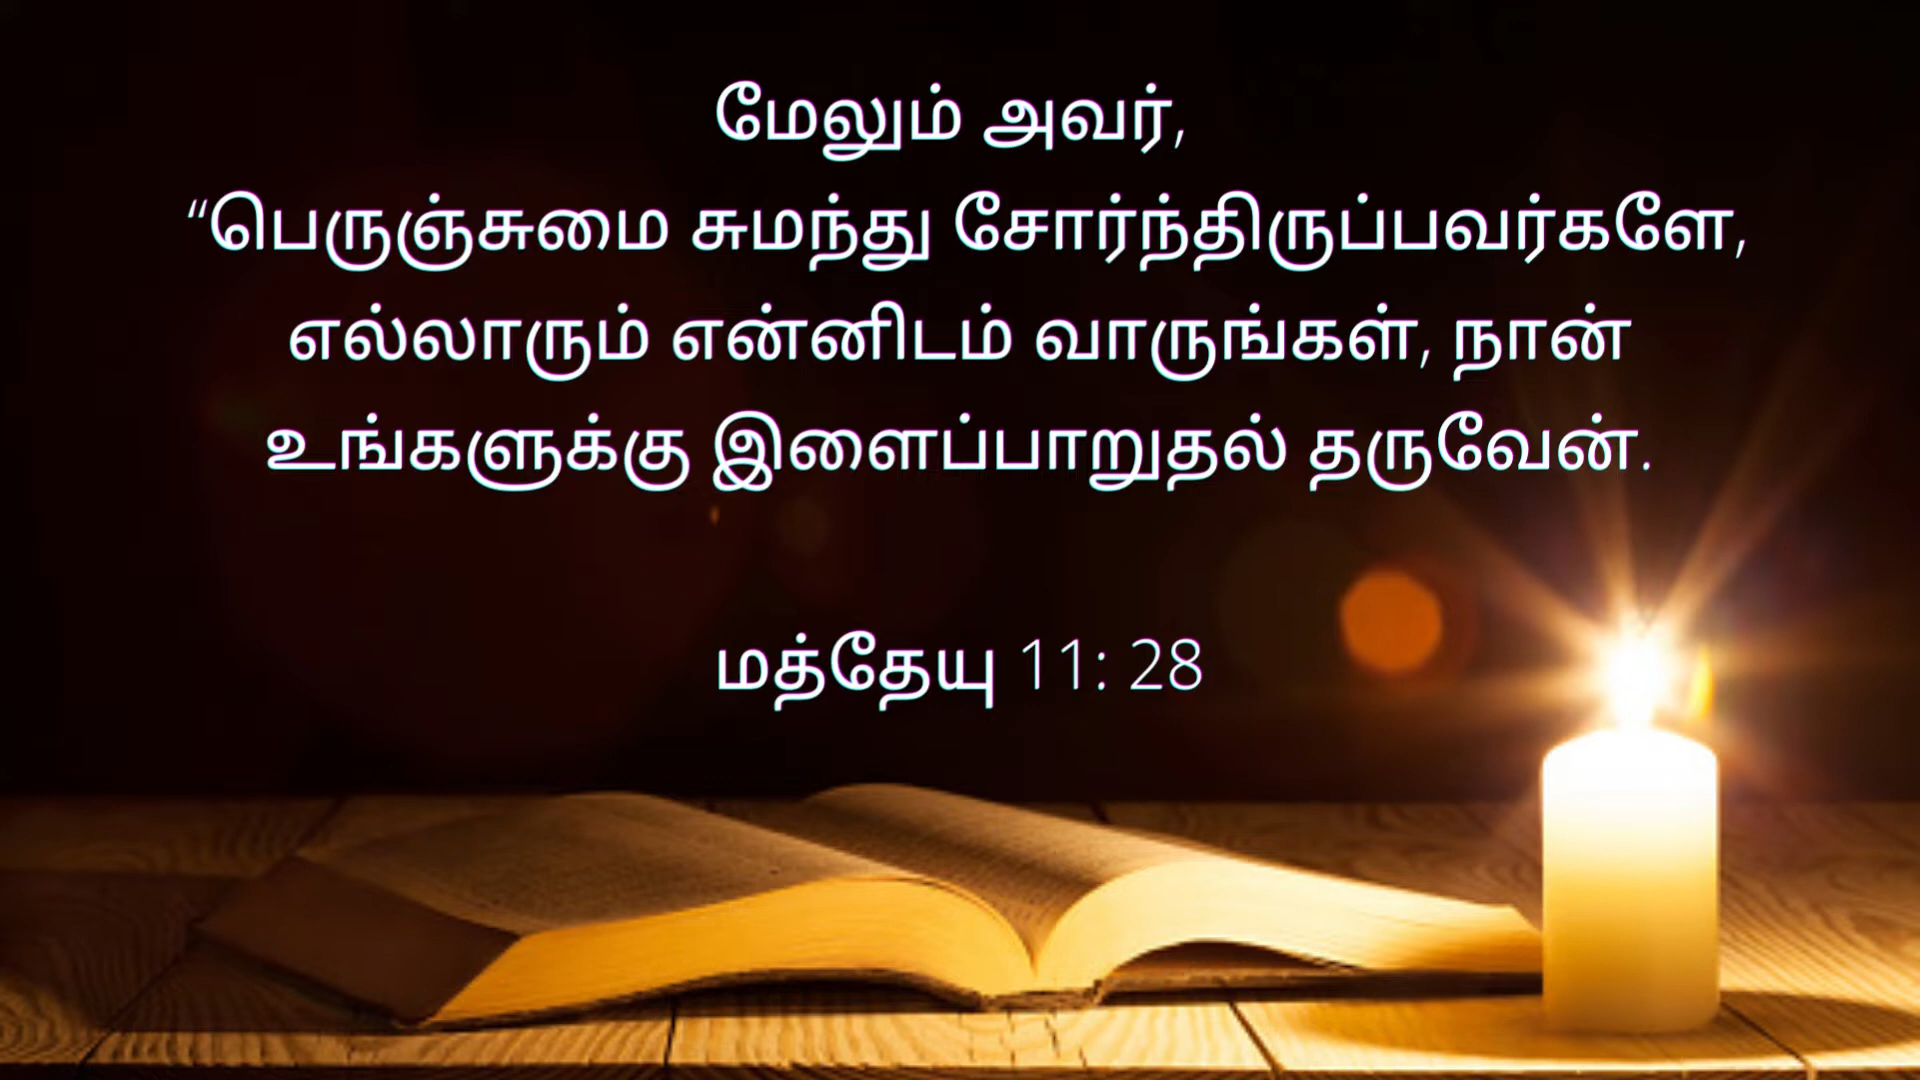 மேலும் அவர்,
“பெருஞ்சுமை சுமந்து சோர்ந்திருப்பவர்களே,
எல்லாரும் என்னிடம் வாருங்கள், நான்
உங்களுக்கு இளைப்பாறுதல் தருவேன்.
மத்தேயு 11: 28